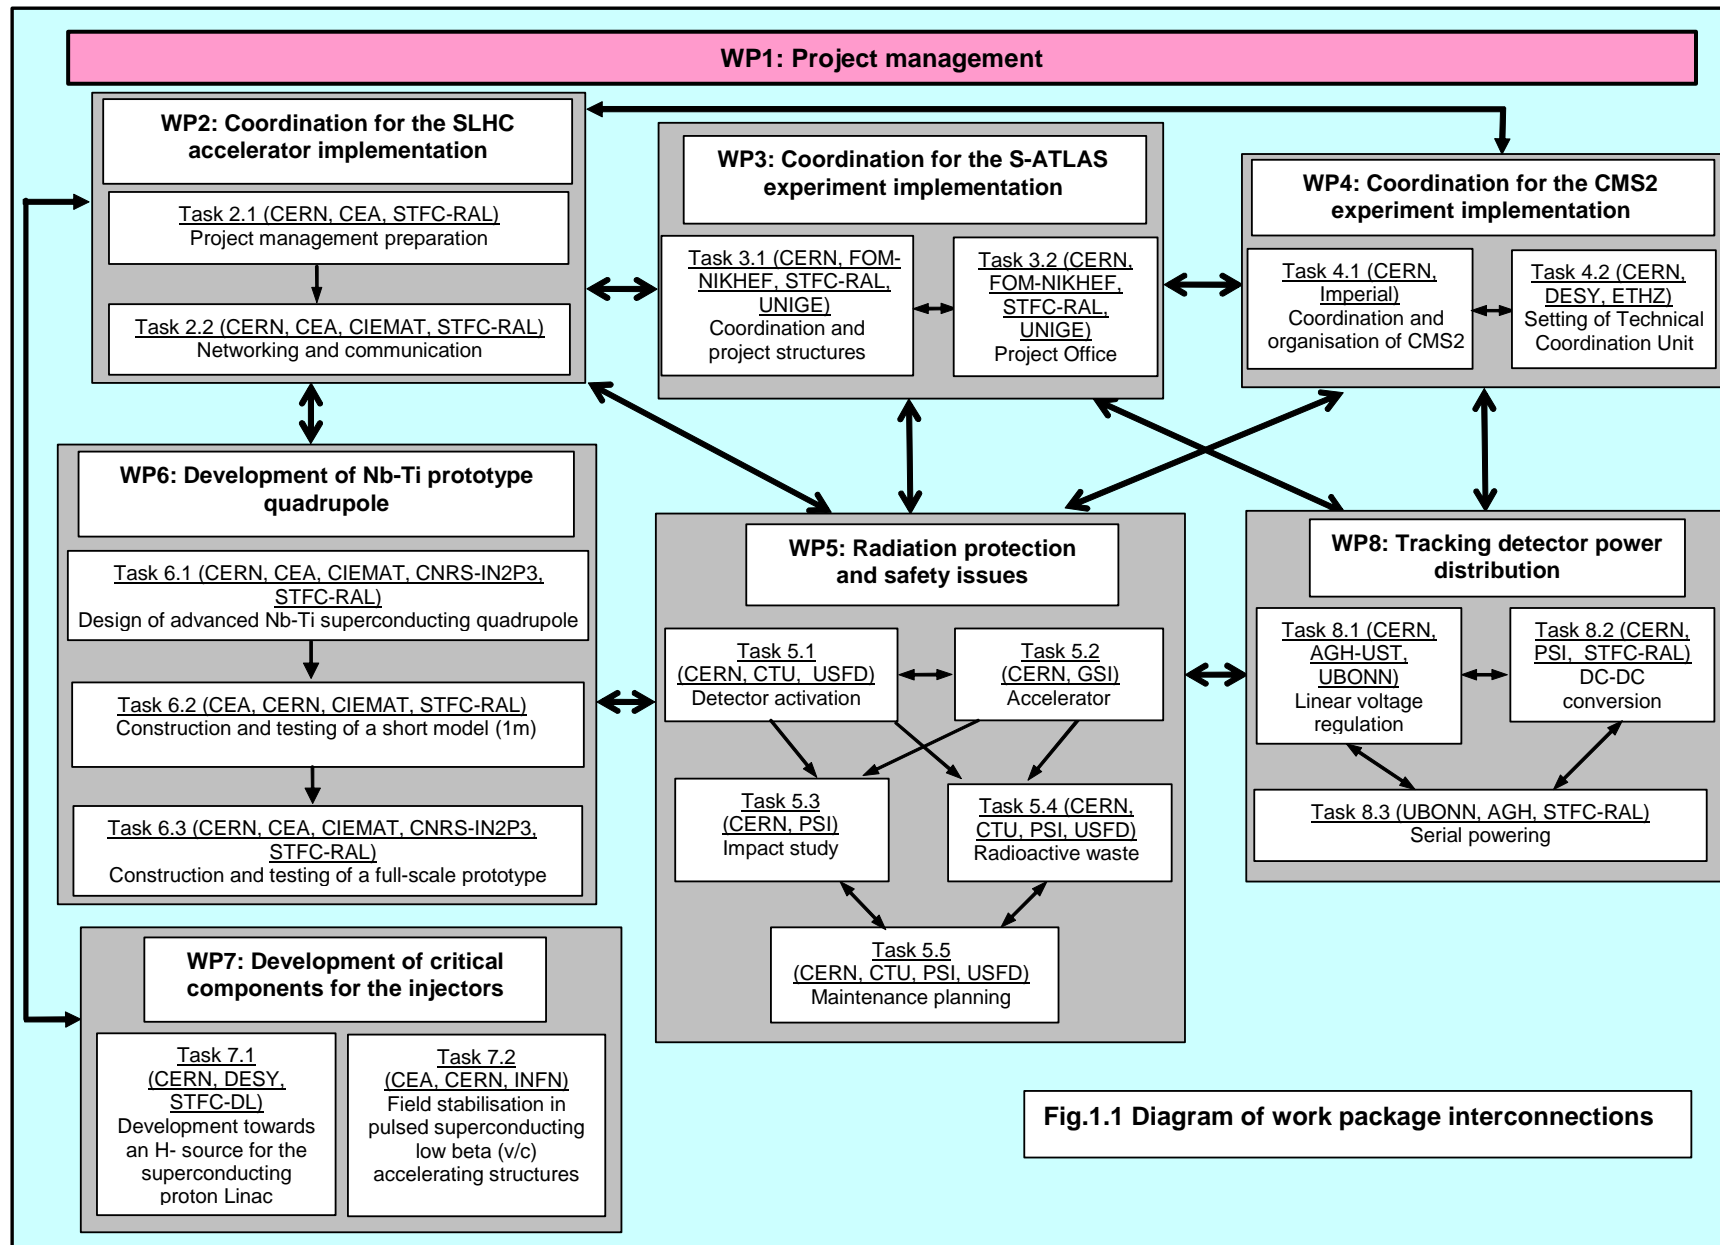 WP1: Project management
WP2: Coordination for the SLHC
accelerator implementation
Task 2.1 (CERN, CEA, STFC-RAL)
Project management preparation
Task 2.2 (CERN, CEA, CIEMAT, STFC-RAL)
Networking and communication
WP3: Coordination for the S-ATLAS
experiment implementation
Task 3.1 (CERN, FOM-
NIKHEF, STFC-RAL,
UNIGE)
Coordination and
project structures
Task 3.2 (CERN,
FOM-NIKHEF,
STFC-RAL,
UNIGE)
Project Office
WP4: Coordination for the CMS2
experiment implementation
Task 4.1 (CERN,
Imperial)
Coordination and
organisation of CMS2
Task 4.2 (CERN,
DESY, ETHZ)
Setting of Technical
Coordination Unit
WP6: Development of Nb-Ti prototype
quadrupole
Task 6.1 (CERN, CEA, CIEMAT, CNRS-IN2P3,
STFC-RAL)
Design of advanced Nb-Ti superconducting quadrupole
Task 6.2 (CEA, CERN, CIEMAT, STFC-RAL)
Construction and testing of a short model (1m)
Task 6.3 (CERN, CEA, CIEMAT, CNRS-IN2P3,
STFC-RAL)
Construction and testing of a full-scale prototype
WP5: Radiation protection
and safety issues
Task 5.1
(CERN, CTU, USFD)
Detector activation
Task 5.2
(CERN, GSI)
Accelerator
Task 5.3
(CERN, PSI)
Impact study
Task 5.4 (CERN,
CTU, PSI, USFD)
Radioactive waste
Task 5.5
(CERN, CTU, PSI, USFD)
Maintenance planning
WP8: Tracking detector power
distribution
Task 8.1 (CERN,
AGH-UST,
UBONN)
Linear voltage
regulation
Task 8.2 (CERN,
PSI, STFC-RAL)
DC-DC
conversion
Task 8.3 (UBONN, AGH, STFC-RAL)
Serial powering
WP7: Development of critical
components for the injectors
Task 7.1
(CERN, DESY,
STFC-DL)
Development towards
an H- source for the
superconducting
proton Linac
Task 7.2
(CEA, CERN, INFN)
Field stabilisation in
pulsed superconducting
low beta (v/c)
accelerating structures
Fig.1.1 Diagram of work package interconnections